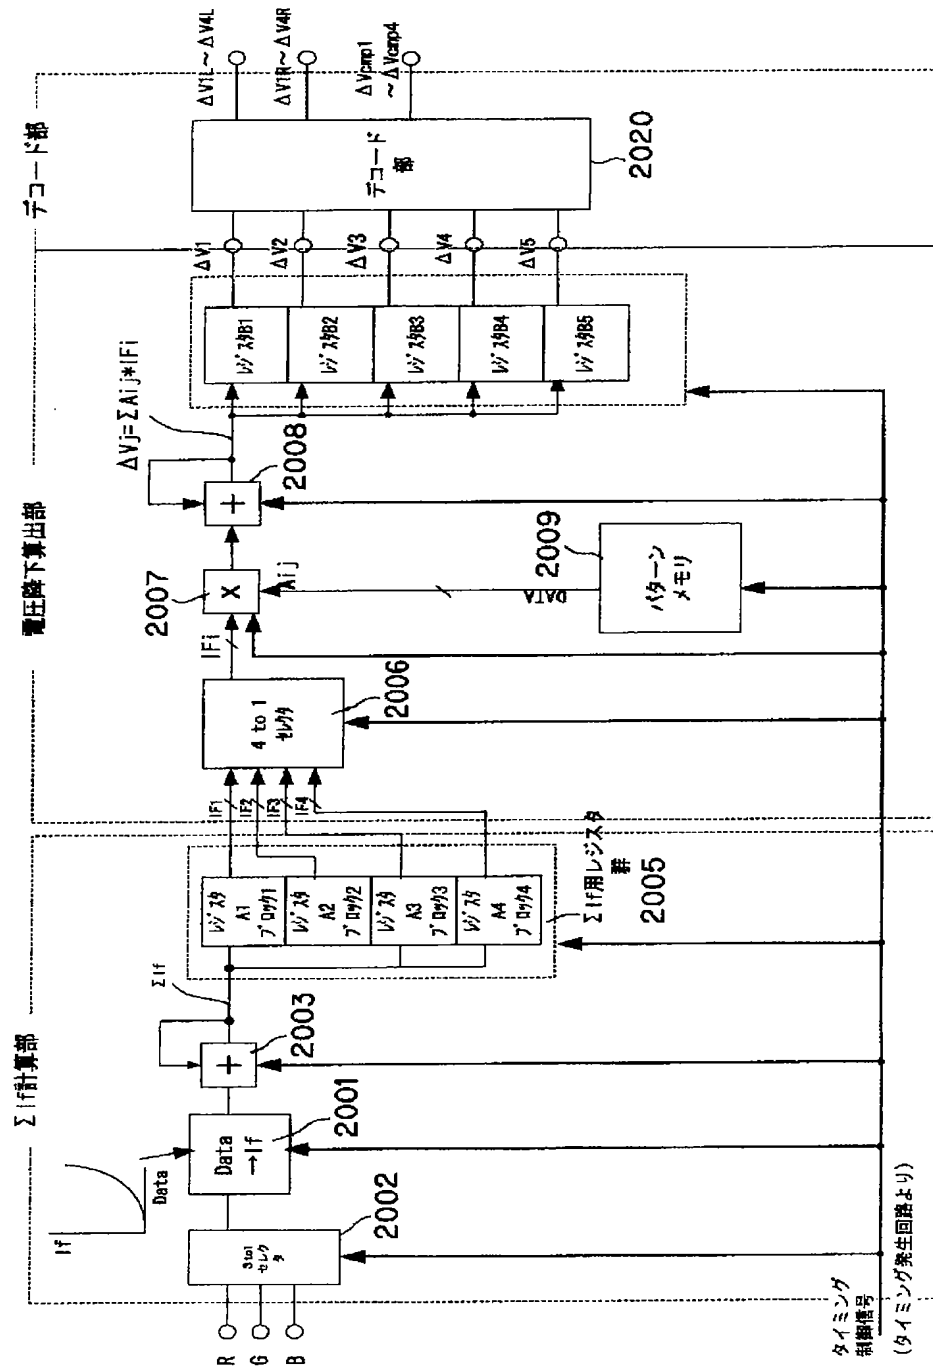 ΣIf計算部
電圧降下算出部
デコード部
If
Data
R
G
B
3to1
セレク
タ
2002
Data
→If
2001
+
2003
ΣIf
レジスタ
A1
ブロック1
レジスタ
A2
ブロック2
レジスタ
A3
ブロック3
レジスタ
A4
ブロック4
ΣIf用レジスタ
群
2005
IF1
IF2
IF3
IF4
4 to 1
セレクタ
2006
IFi
×
2007
Aij
DATA
パターン
メモリ
2009
+
2008
ΔVj=ΣAij*IFi
レジスタB1
レジスタB2
レジスタB3
レジスタB4
レジスタB5
ΔV1
ΔV2
ΔV3
ΔV4
ΔV5
デコード
部
2020
ΔV1L~ΔV4L
ΔV1R~ΔV4R
ΔVcmp1
~ΔVcmp4
タイミング
制御信号
(タイミング発生回路より)